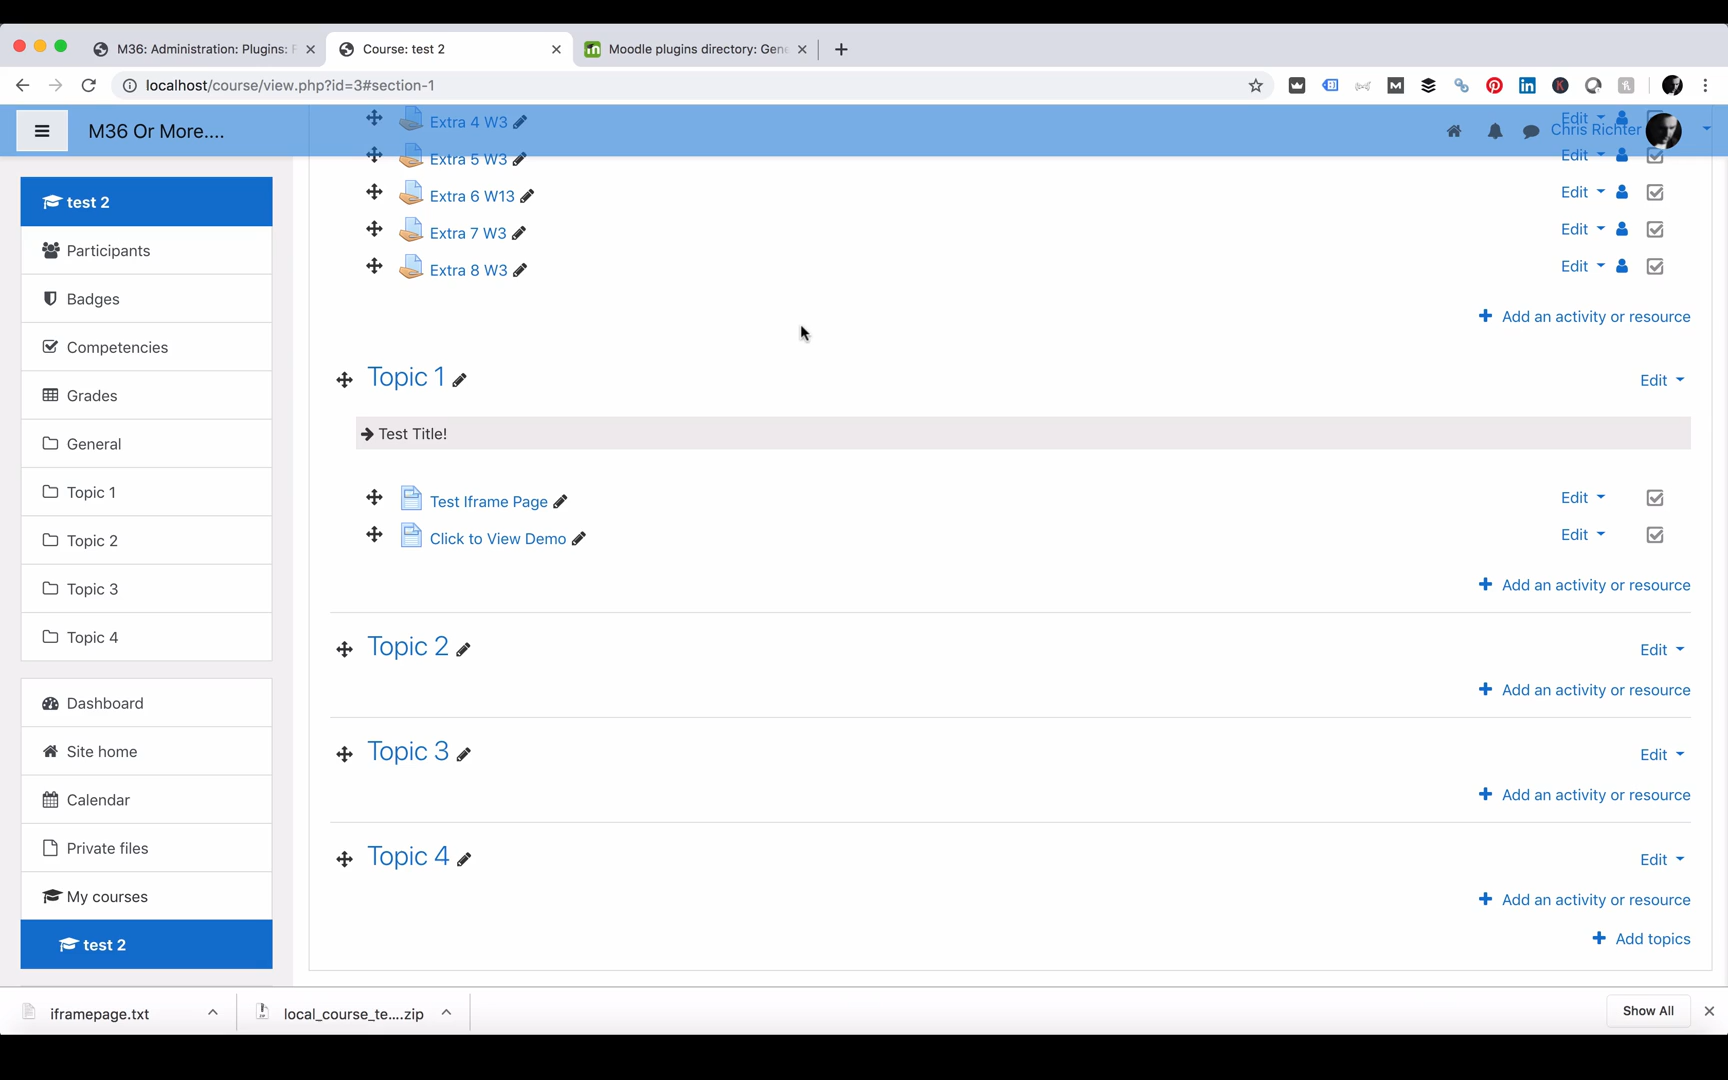 M36: Administration: Plugins:
Course: test 2
Moodle plugins directory: Gene
localhost/course/view.php?id=3#section-1
M36 Or More....
Chris Richter
Extra 4 W3 Edit
Extra 5 W3 Edit
Extra 6 W13 Edit
Extra 7 W3 Edit
Extra 8 W3 Edit
Add an activity or resource
Topic 1 Edit
Test Title!
Test Iframe Page Edit
Click to View Demo Edit
Add an activity or resource
Topic 2 Edit
Add an activity or resource
Topic 3 Edit
Add an activity or resource
Topic 4 Edit
Add an activity or resource
Add topics
test 2
Participants
Badges
Competencies
Grades
General
Topic 1
Topic 2
Topic 3
Topic 4
Dashboard
Site home
Calendar
Private files
My courses
test 2
iframepage.txt
local_course_te....zip
Show All